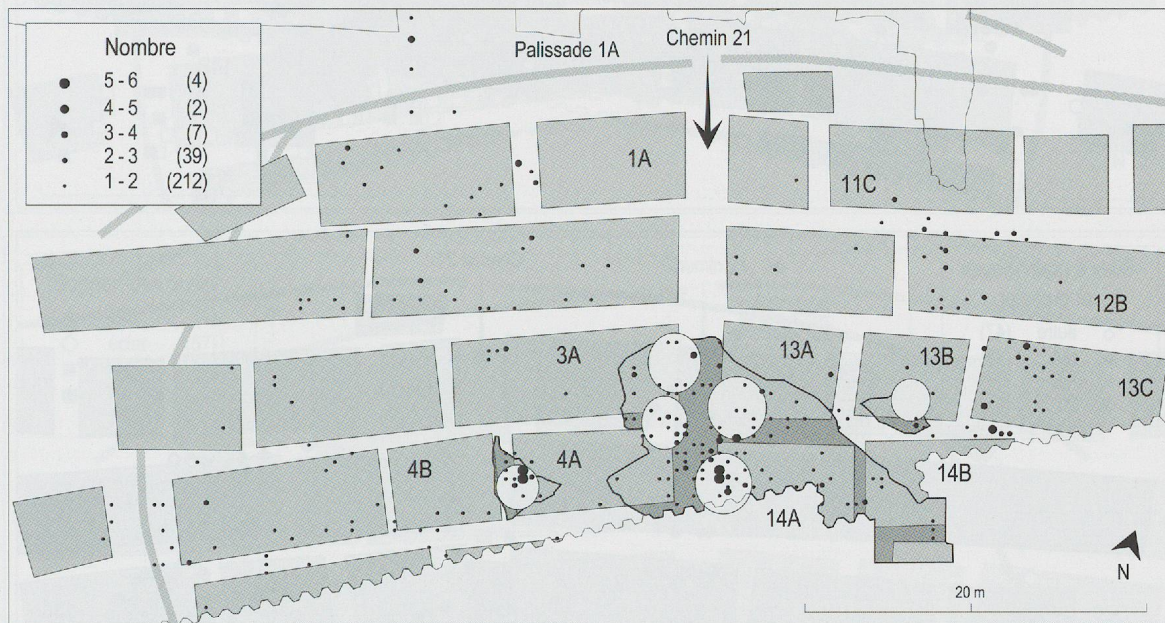 Nombre
5 - 6 (4)
4 - 5 (2)
3 - 4 (7)
2 - 3 (39)
1 - 2 (212)
Palissade 1A
Chemin 21
1A
11C
12B
3A
13A
13B
13C
4B
4A
14B
14A
N
20 m